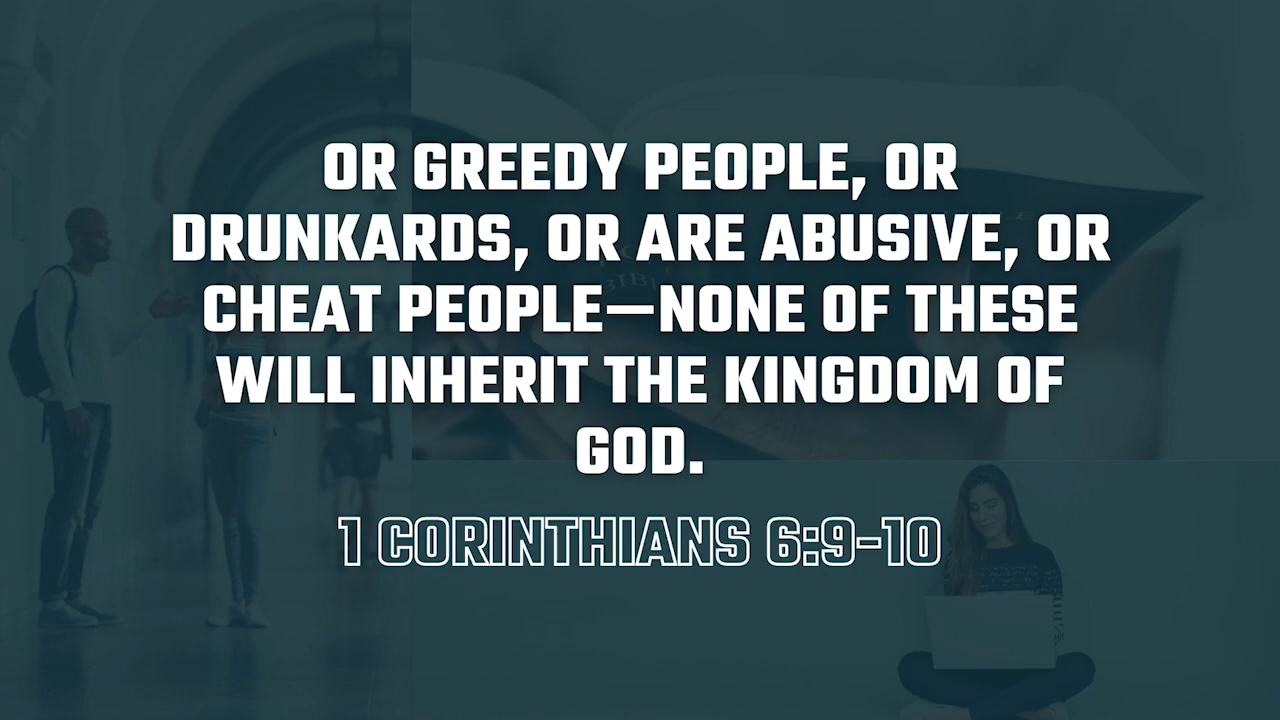 OR GREEDY PEOPLE, OR
DRUNKARDS, OR ARE ABUSIVE, OR
CHEAT PEOPLE—NONE OF THESE
WILL INHERIT THE KINGDOM OF
GOD.
1 CORINTHIANS 6:9-10